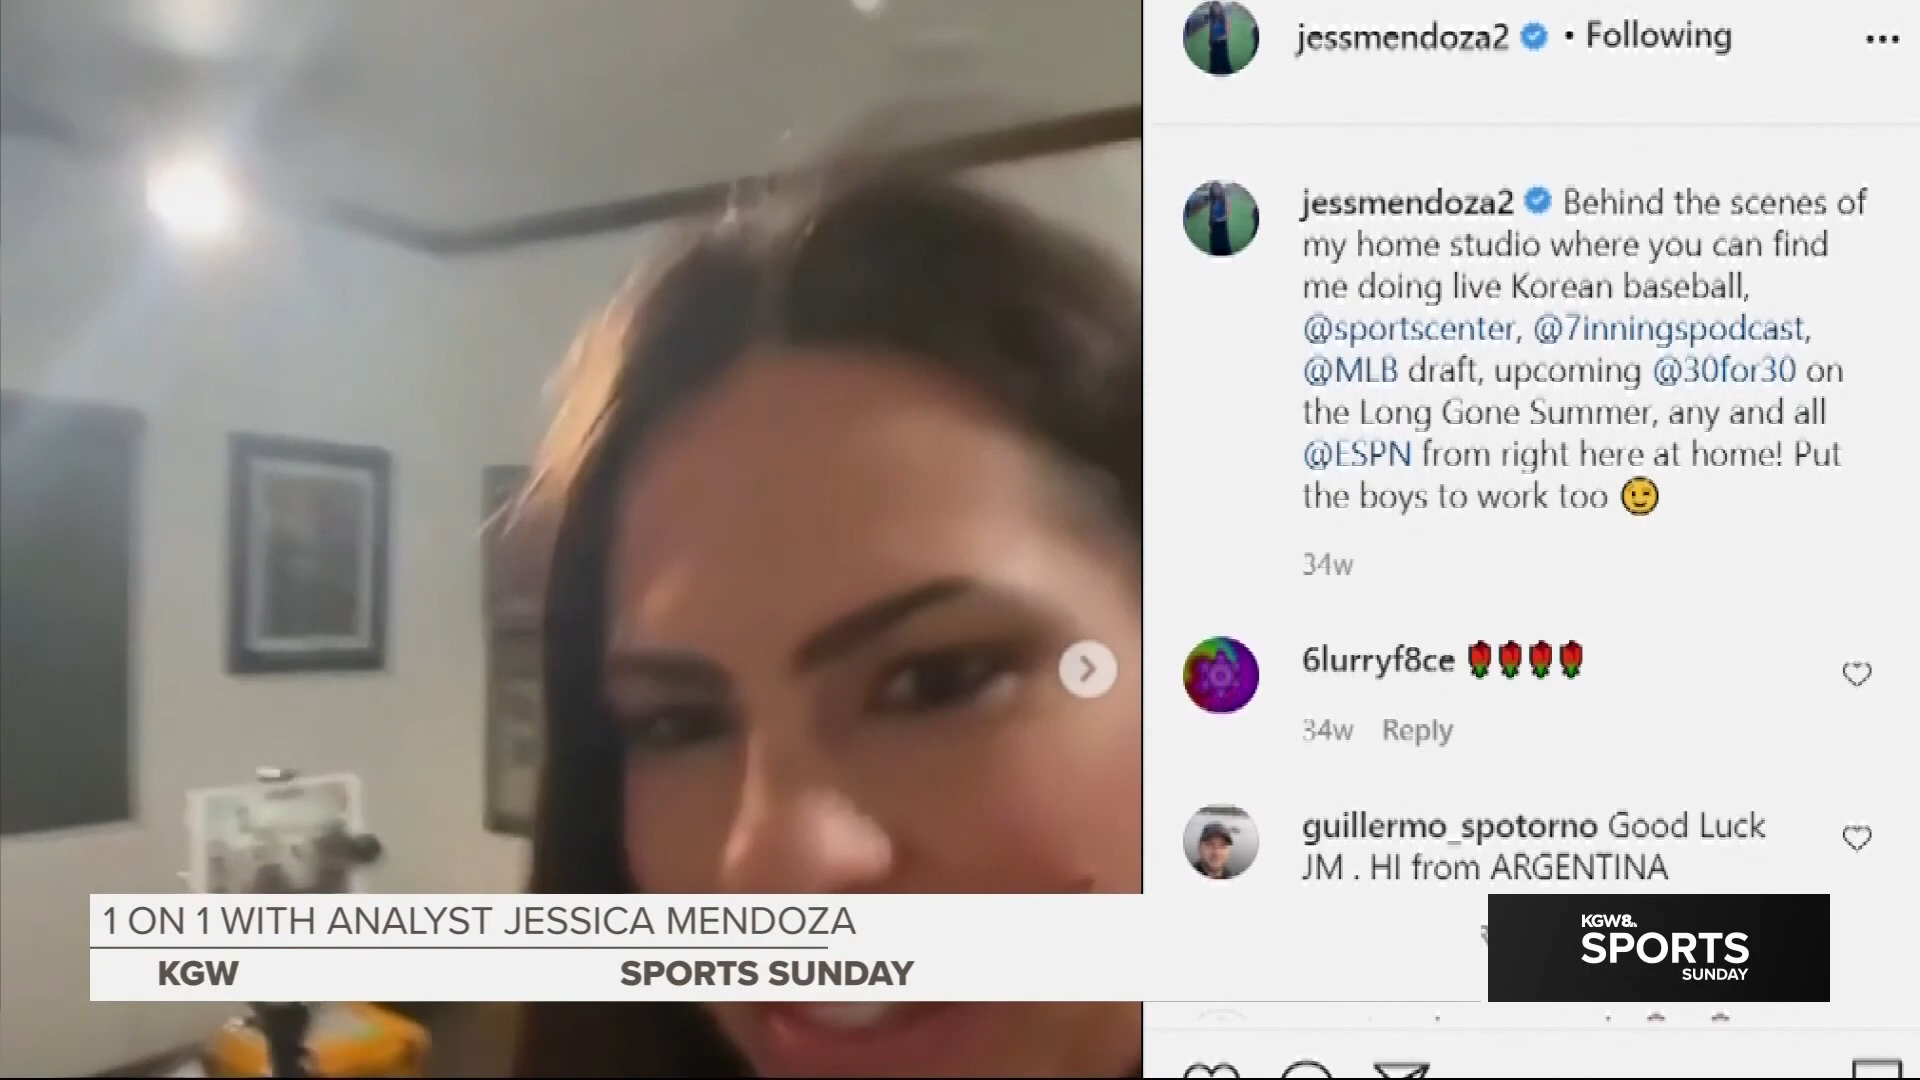 jessmendoza2 • Following
jessmendoza2 Behind the scenes of
my home studio where you can find
me doing live Korean baseball,
@sportscenter, @7inningspodcast,
@MLB draft, upcoming @30for30 on
the Long Gone Summer, any and all
@ESPN from right here at home! Put
the boys to work too 😉
34w
6lurryf8ce 🌹🌹🌹🌹
34w Reply
guillermo_spotorno Good Luck
JM . HI from ARGENTINA
1 ON 1 WITH ANALYST JESSICA MENDOZA
KGW SPORTS SUNDAY
KGW8
SPORTS
SUNDAY